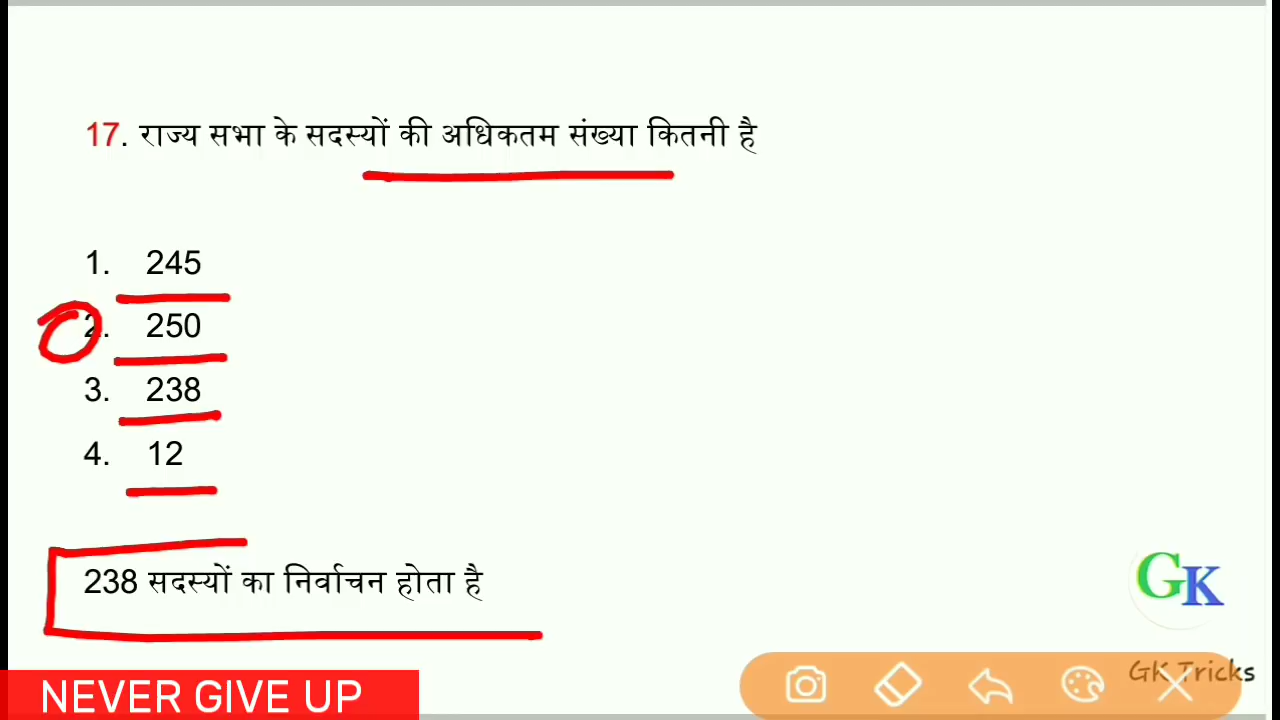 17. राज्य सभा के सदस्यों की अधिकतम संख्या कितनी है
1. 245
2. 250
3. 238
4. 12
238 सदस्यों का निर्वाचन होता है
GK
GK Tricks
NEVER GIVE UP